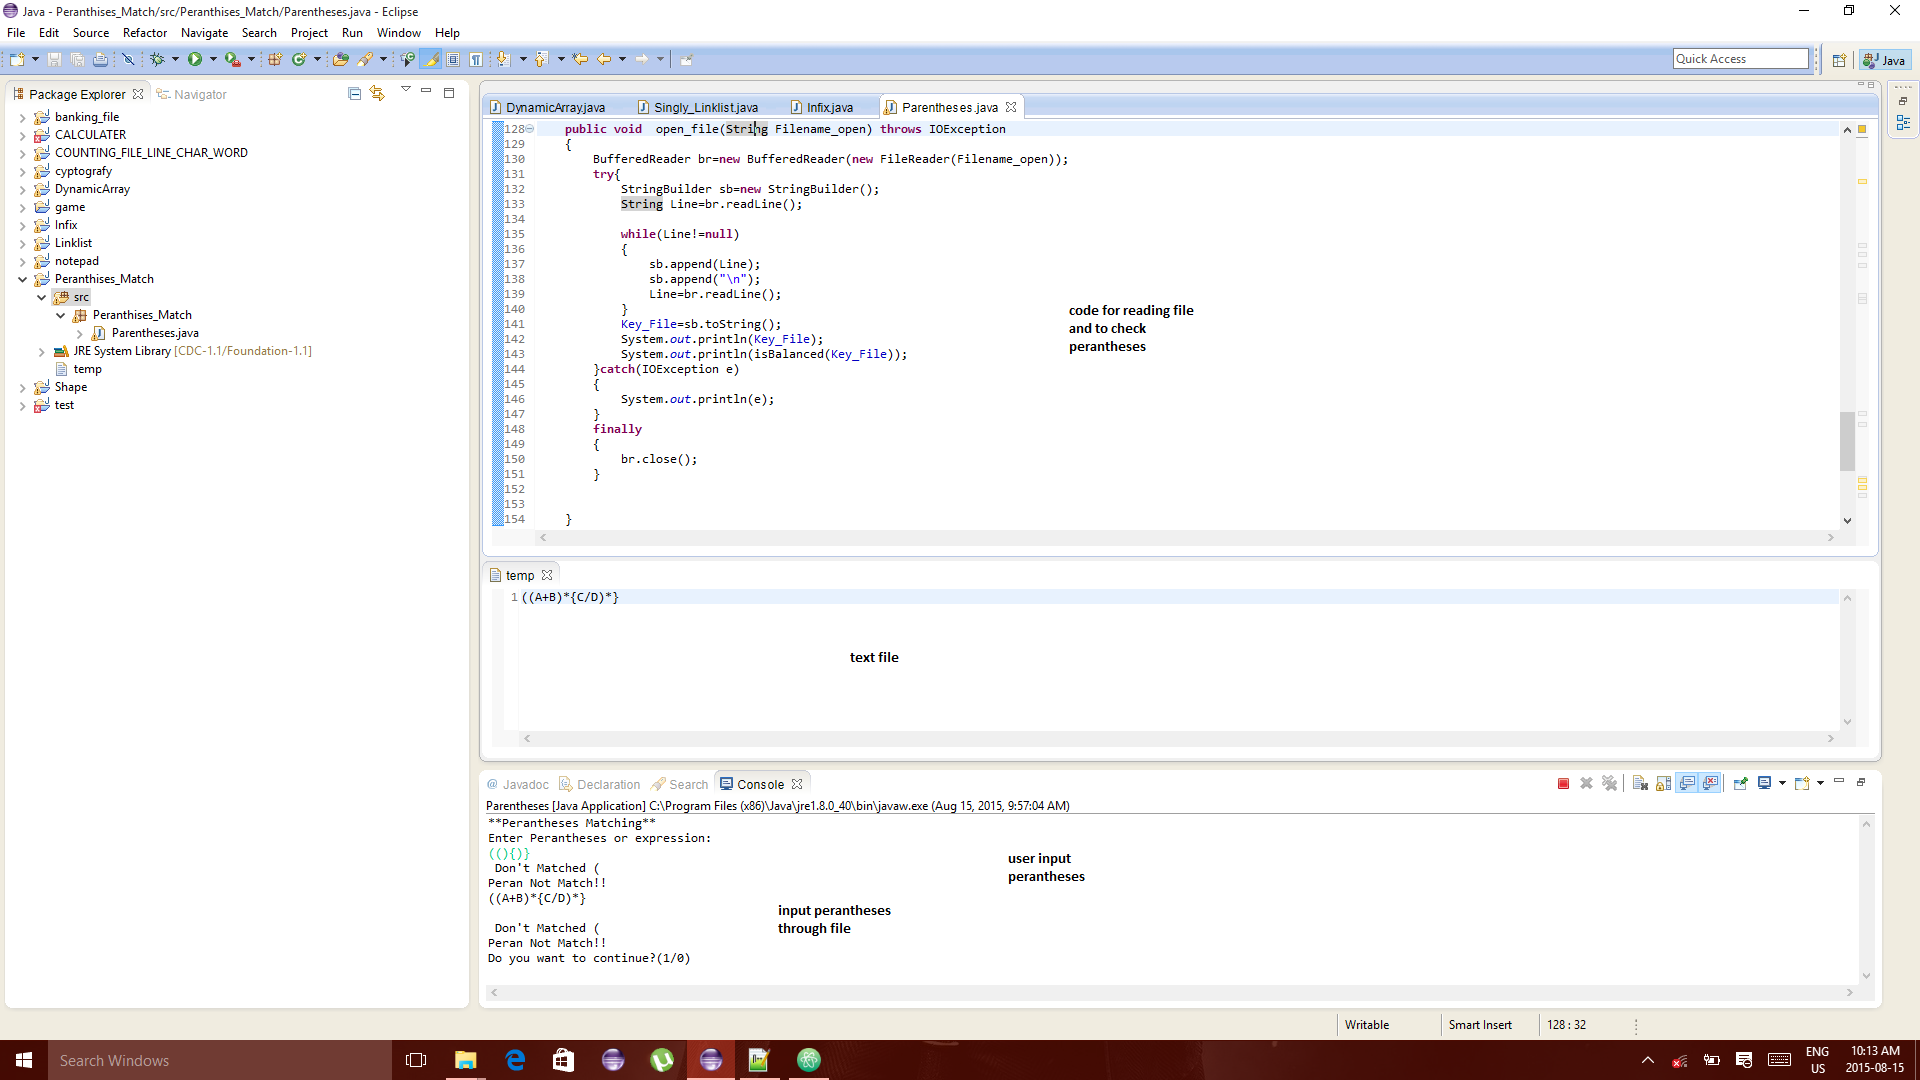 Java - Peranthises_Match/src/Peranthises_Match/Parentheses.java - Eclipse
File Edit Source Refactor Navigate Search Project Run Window Help
Quick Access
Java
Package Explorer
Navigator
banking_file
CALCULATER
COUNTING_FILE_LINE_CHAR_WORD
cyptografy
DynamicArray
game
Infix
Linklist
notepad
Peranthises_Match
src
Peranthises_Match
Parentheses.java
JRE System Library [CDC-1.1/Foundation-1.1]
temp
Shape
test
DynamicArray.java
Singly_Linklist.java
Infix.java
Parentheses.java
128 public void  open_file(String Filename_open) throws IOException
129 {
130 BufferedReader br=new BufferedReader(new FileReader(Filename_open));
131 try{
132 StringBuilder sb=new StringBuilder();
133 String Line=br.readLine();
134
135 while(Line!=null)
136 {
137 sb.append(Line);
138 sb.append("\n");
139 Line=br.readLine();
140 }
141 Key_File=sb.toString();
142 System.out.println(Key_File);
143 System.out.println(isBalanced(Key_File));
144 }catch(IOException e)
145 {
146 System.out.println(e);
147 }
148 finally
149 {
150 br.close();
151 }
152
153
154 }
code for reading file
and to check
perantheses
temp
1 ((A+B)*{C/D)*}
text file
@ Javadoc
Declaration
Search
Console
Parentheses [Java Application] C:\Program Files (x86)\Java\jre1.8.0_40\bin\javaw.exe (Aug 15, 2015, 9:57:04 AM)
**Perantheses Matching**
Enter Perantheses or expression:
((){)}
Don't Matched (
Peran Not Match!!
((A+B)*{C/D)*}
Don't Matched (
Peran Not Match!!
Do you want to continue?(1/0)
user input
perantheses
input perantheses
through file
Writable
Smart Insert
128 : 32
Search Windows
ENG
US
10:13 AM
2015-08-15